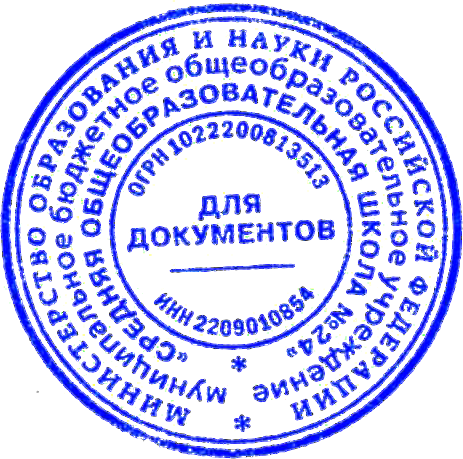 МИНИСТЕРСТВО ОБРАЗОВАНИЯ И НАУКИ РОССИЙСКОЙ ФЕДЕРАЦИИ
муниципальное бюджетное общеобразовательное учреждение
"СРЕДНЯЯ ОБЩЕОБРАЗОВАТЕЛЬНАЯ ШКОЛА №24"
ОГРН 1022200813513
ДЛЯ
ДОКУМЕНТОВ
ИНН 2209010854